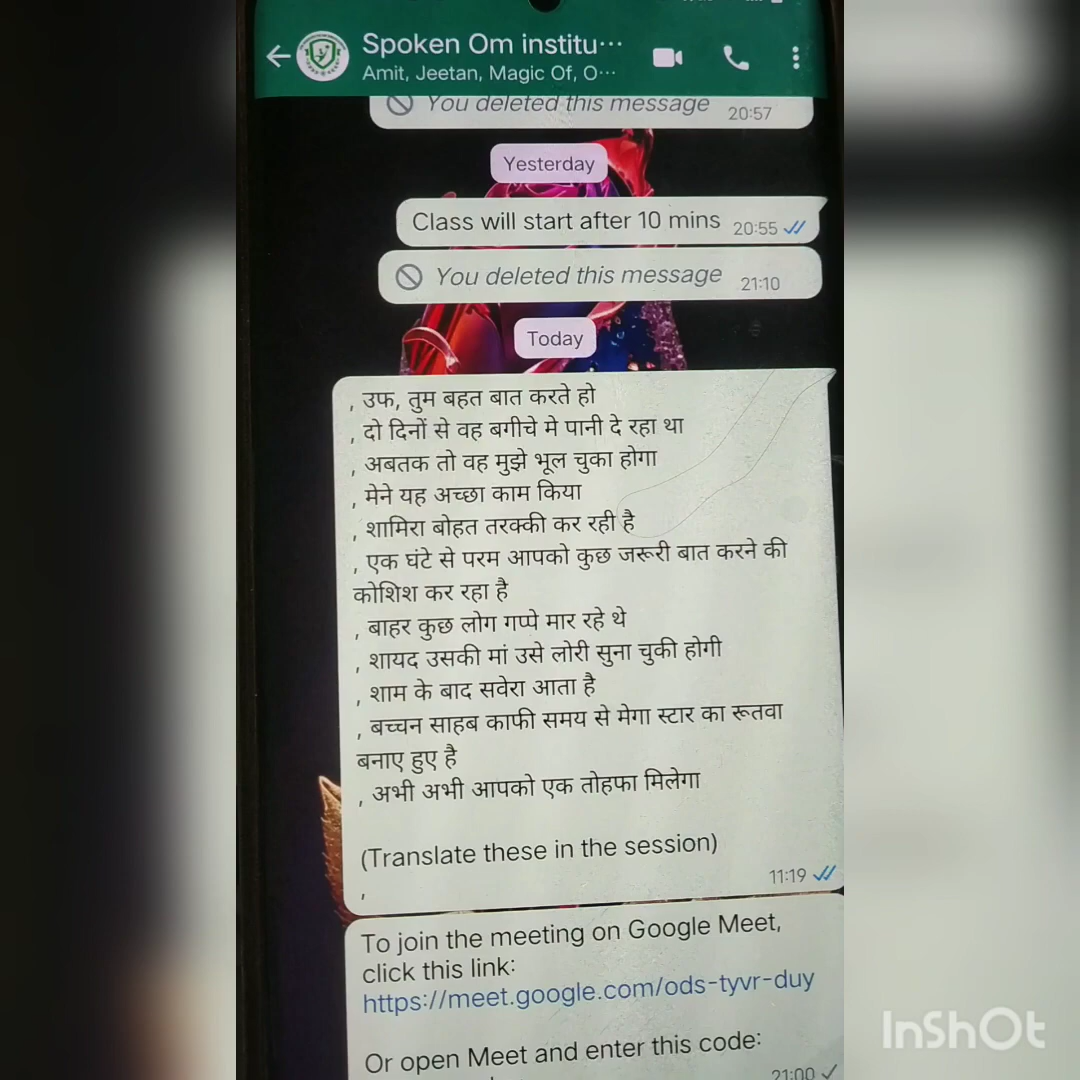 Spoken Om institu...
Amit, Jeetan, Magic Of, O...
You deleted this message 20:57
Yesterday
Class will start after 10 mins 20:55
You deleted this message 21:10
Today
, उफ, तुम बहत बात करते हो
, दो दिनों से वह बगीचे मे पानी दे रहा था
, अबतक तो वह मुझे भूल चुका होगा
, मेने यह अच्छा काम किया
, शामिरा बोहत तरक्की कर रही है
, एक घंटे से परम आपको कुछ जरूरी बात करने की
कोशिश कर रहा है
, बाहर कुछ लोग गप्पे मार रहे थे
, शायद उसकी मां उसे लोरी सुना चुकी होगी
, शाम के बाद सवेरा आता है
, बच्चन साहब काफी समय से मेगा स्टार का रूतवा
बनाए हुए है
, अभी अभी आपको एक तोहफा मिलेगा
(Translate these in the session)
,
11:19
To join the meeting on Google Meet,
click this link:
https://meet.google.com/ods-tyvr-duy
Or open Meet and enter this code:
21:00
InShOt